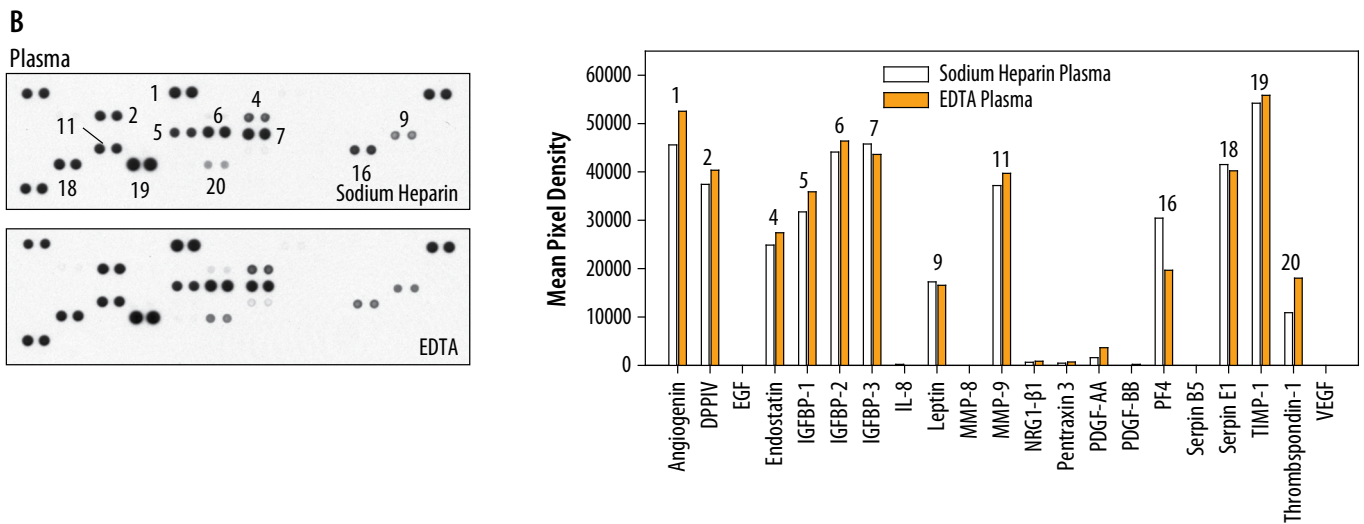 B
Plasma
1
2
4
6
9
11
5
7
16
18
19
20
Sodium Heparin
EDTA
Sodium Heparin Plasma
EDTA Plasma
Mean Pixel Density
60000
50000
40000
30000
20000
10000
0
1
2
4
5
6
7
9
11
16
18
19
20
Angiogenin
DPPIV
EGF
Endostatin
IGFBP-1
IGFBP-2
IGFBP-3
IL-8
Leptin
MMP-8
MMP-9
NRG1-β1
Pentraxin 3
PDGF-AA
PDGF-BB
PF4
Serpin B5
Serpin E1
TIMP-1
Thrombspondin-1
VEGF